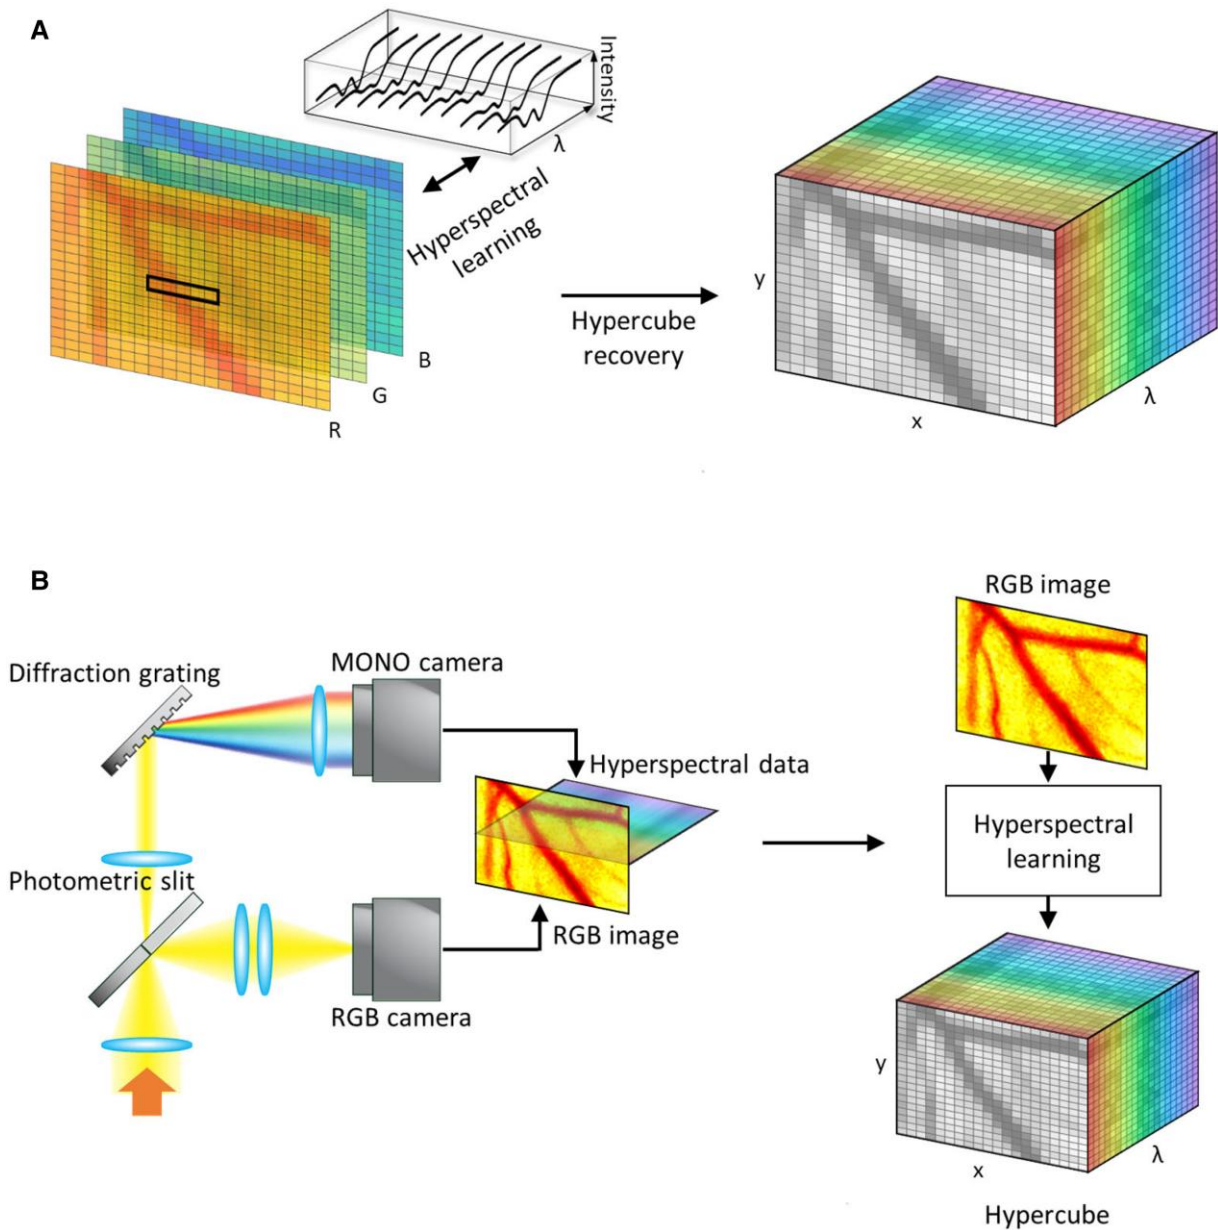 A
Intensity
λ
Hyperspectral
learning
B
G
R
Hypercube
recovery
y
x
λ
B
Diffraction grating
MONO camera
Hyperspectral data
Photometric slit
RGB image
RGB camera
RGB image
Hyperspectral
learning
y
x
λ
Hypercube